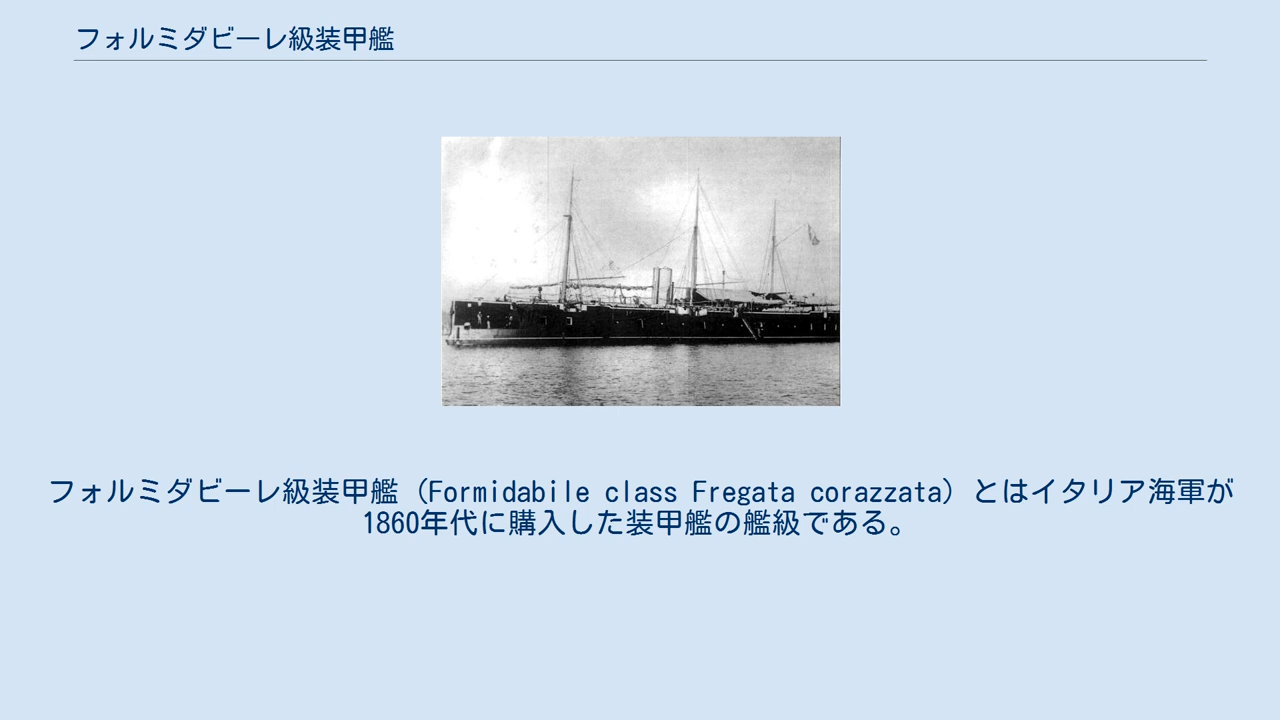 フォルミダビーレ級装甲艦
フォルミダビーレ級装甲艦（Formidabile class Fregata corazzata）とはイタリア海軍が
1860年代に購入した装甲艦の艦級である。